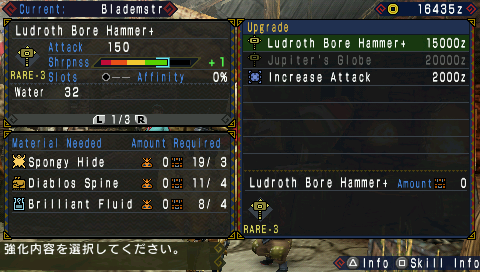 Current: Blademstr
16435z
Ludroth Bore Hammer+
Attack 150
Shrpnss +1
RARE-3
Slots ●-- Affinity 0%
Water 32
L 1/3 R
Material Needed Amount Required
Spongy Hide 0 19/ 3
Diablos Spine 0 11/ 4
Brilliant Fluid 0 8/ 4
Upgrade
Ludroth Bore Hammer+ 15000z
Jupiter's Globe 20000z
Increase Attack 2000z
Ludroth Bore Hammer+ Amount 0
RARE-3
強化内容を選択してください。
Info Skill Info